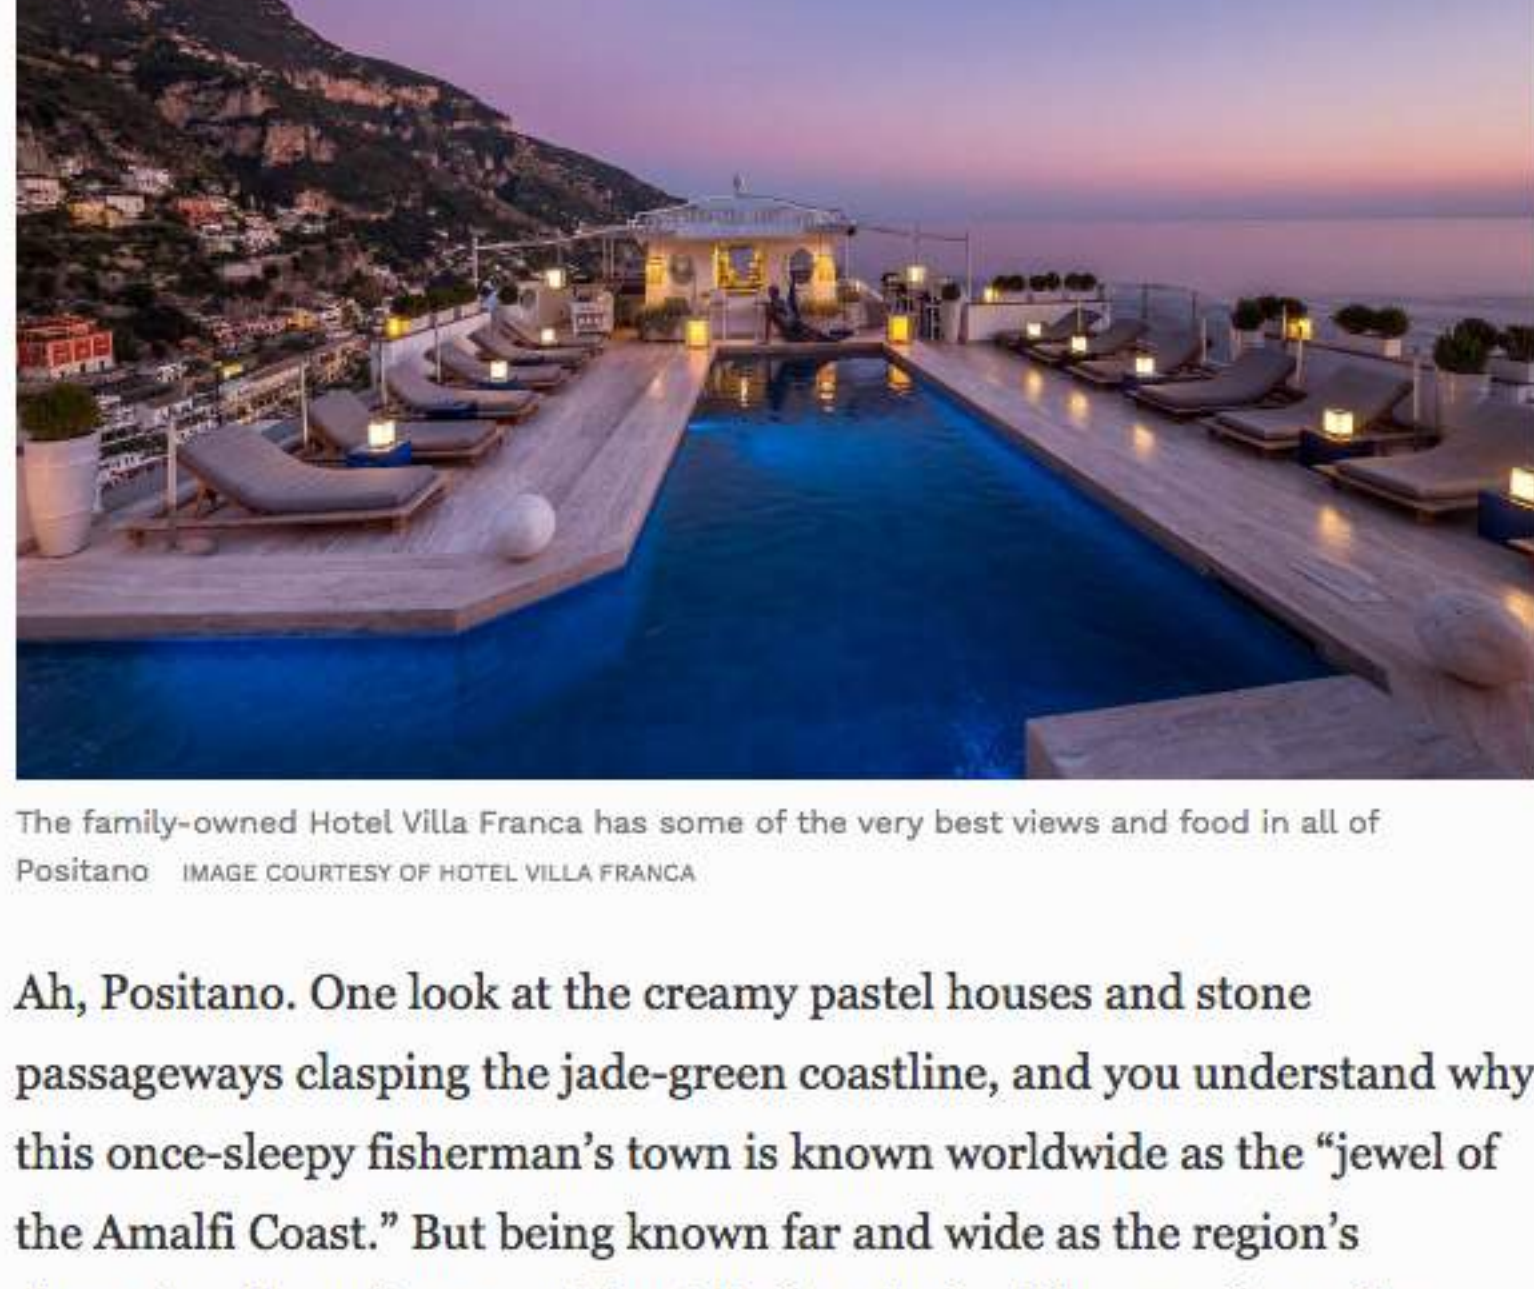 The family-owned Hotel Villa Franca has some of the very best views and food in all of
Positano IMAGE COURTESY OF HOTEL VILLA FRANCA
Ah, Positano. One look at the creamy pastel houses and stone
passageways clasping the jade-green coastline, and you understand why
this once-sleepy fisherman’s town is known worldwide as the “jewel of
the Amalfi Coast.” But being known far and wide as the region’s